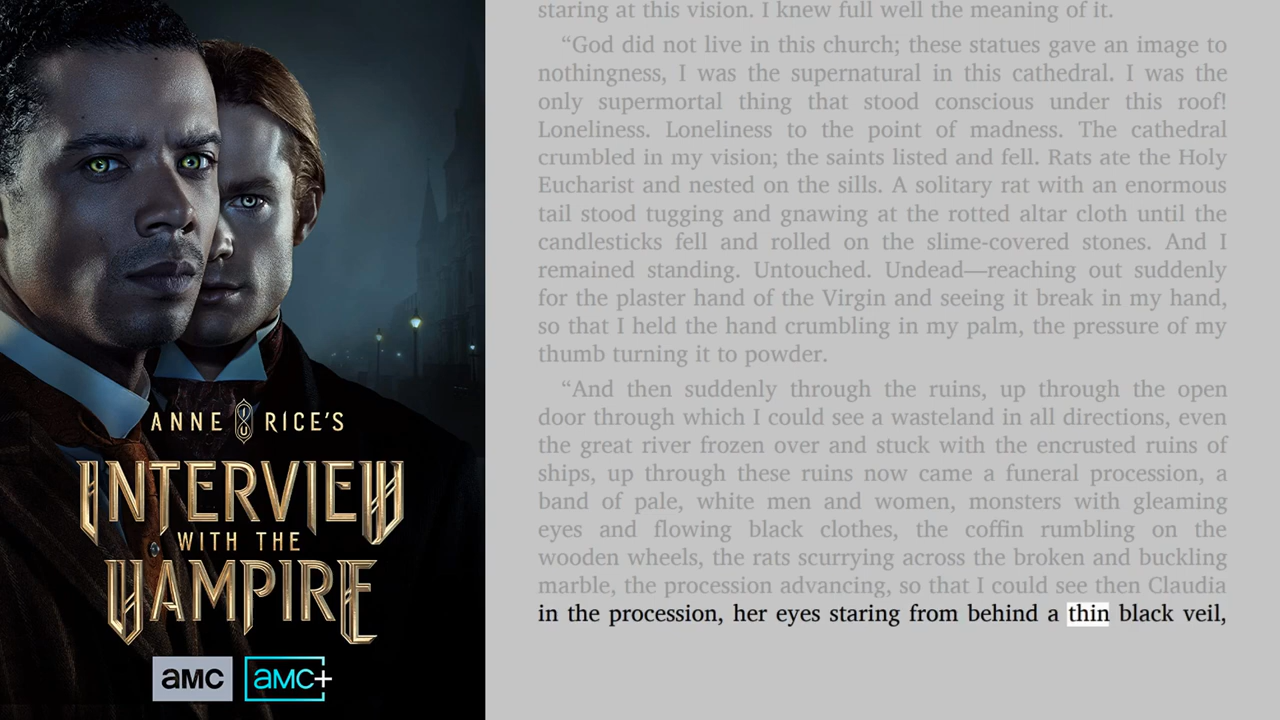 ANNE RICE'S
INTERVIEW
WITH THE
VAMPIRE
amc
amc+
staring at this vision. I knew full well the meaning of it.
“God did not live in this church; these statues gave an image to
nothingness, I was the supernatural in this cathedral. I was the
only supermortal thing that stood conscious under this roof!
Loneliness. Loneliness to the point of madness. The cathedral
crumbled in my vision; the saints listed and fell. Rats ate the Holy
Eucharist and nested on the sills. A solitary rat with an enormous
tail stood tugging and gnawing at the rotted altar cloth until the
candlesticks fell and rolled on the slime-covered stones. And I
remained standing. Untouched. Undead—reaching out suddenly
for the plaster hand of the Virgin and seeing it break in my hand,
so that I held the hand crumbling in my palm, the pressure of my
thumb turning it to powder.
“And then suddenly through the ruins, up through the open
door through which I could see a wasteland in all directions, even
the great river frozen over and stuck with the encrusted ruins of
ships, up through these ruins now came a funeral procession, a
band of pale, white men and women, monsters with gleaming
eyes and flowing black clothes, the coffin rumbling on the
wooden wheels, the rats scurrying across the broken and buckling
marble, the procession advancing, so that I could see then Claudia
in the procession, her eyes staring from behind a thin black veil,